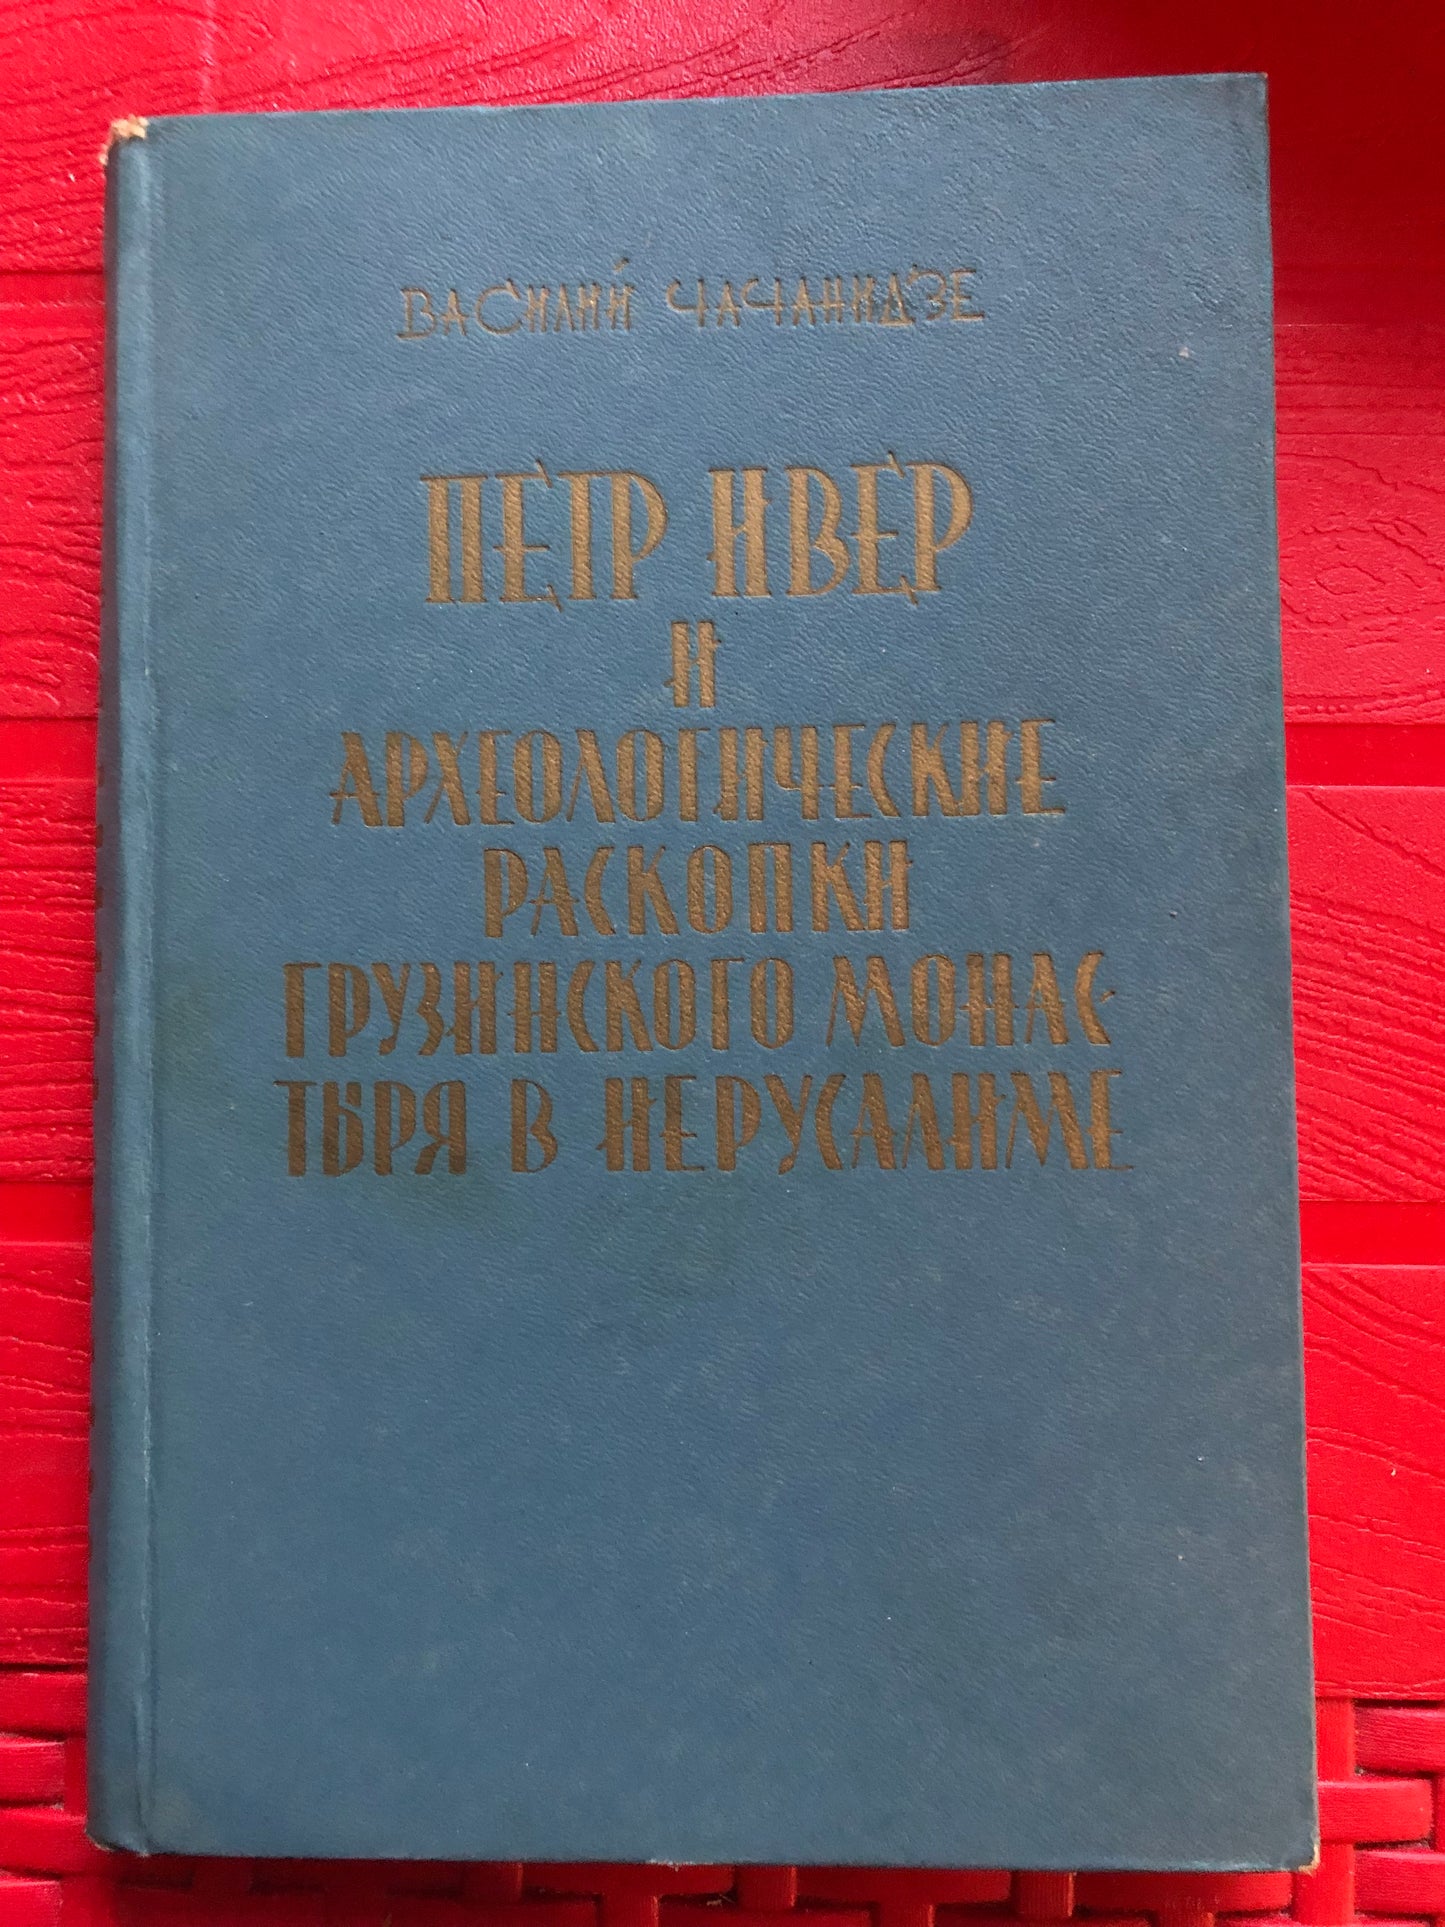 ВАСИЛИЙ ЧАЧАНИДЗЕ
ПЕТР ИВЕР
И
АРХЕОЛОГИЧЕСКИЕ
РАСКОПКИ
ГРУЗИНСКОГО МОНАС
ТЫРЯ В ИЕРУСАЛИМЕ